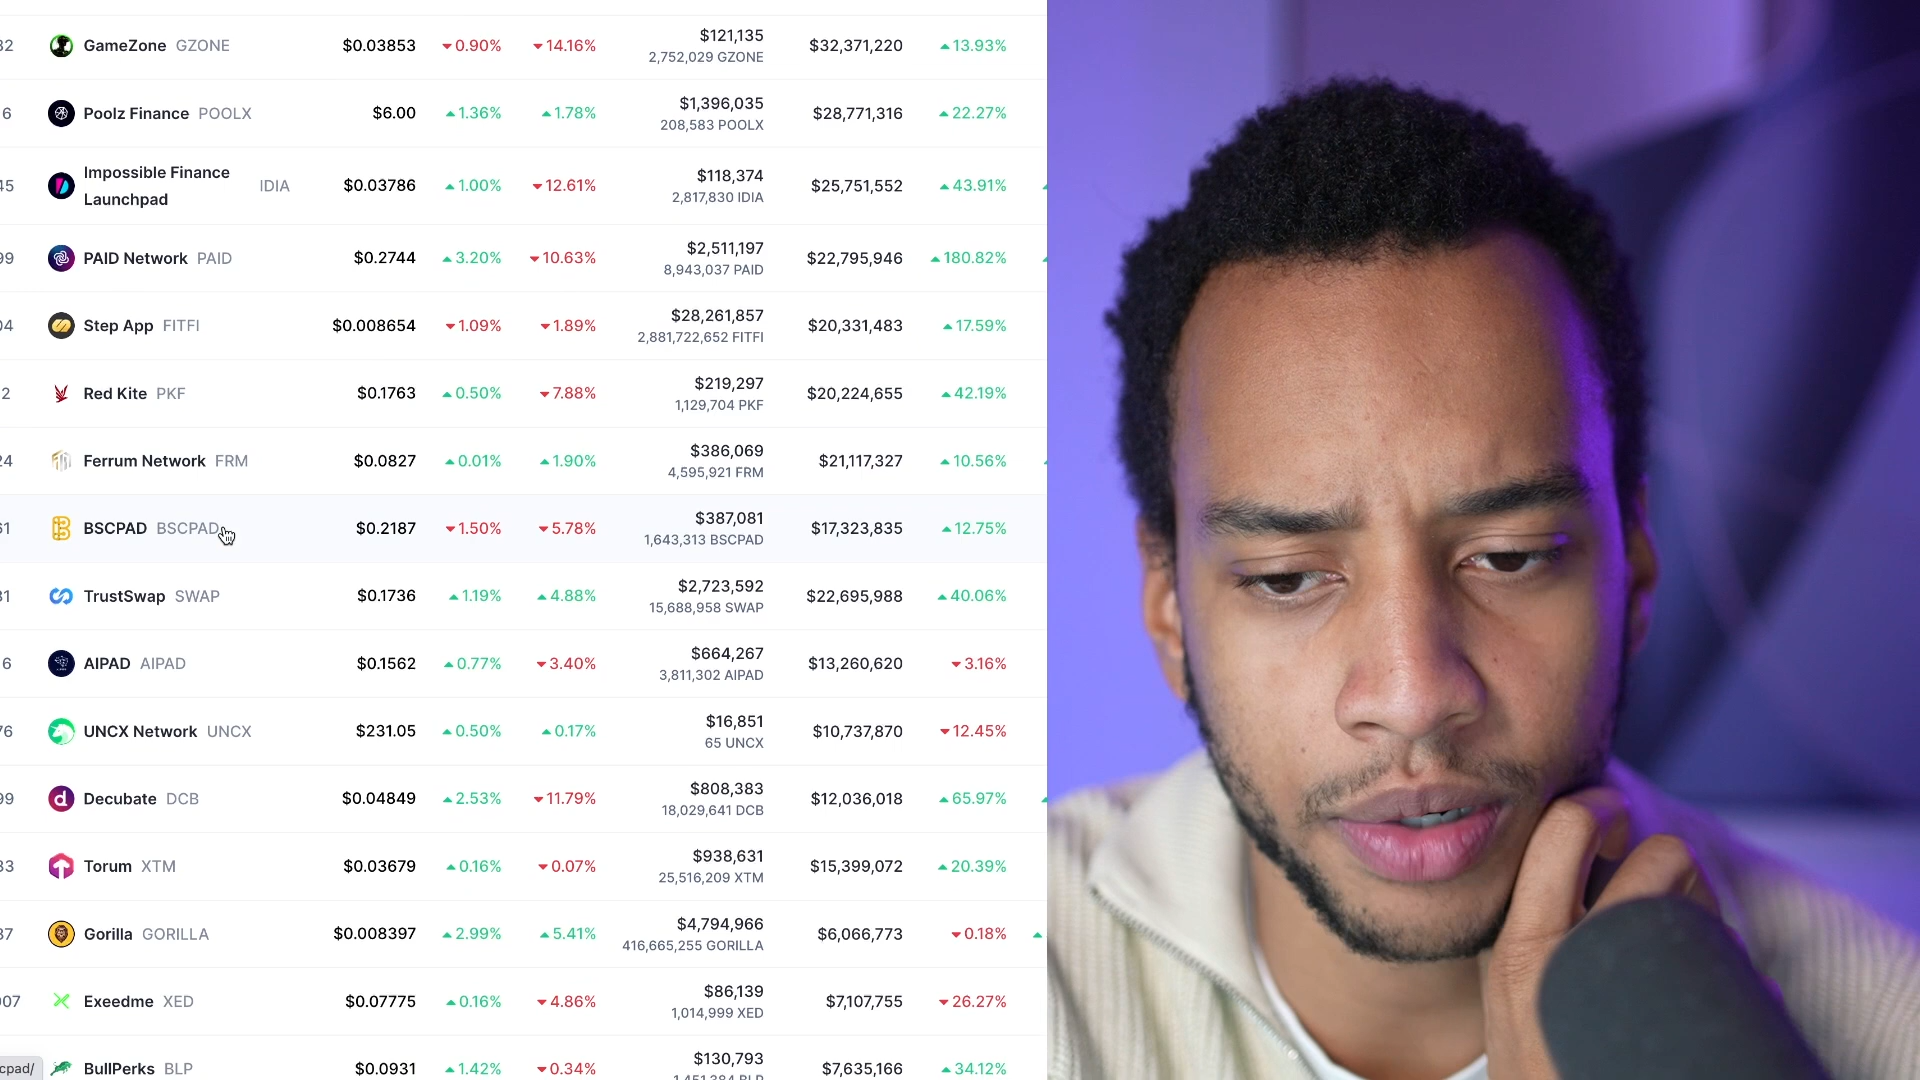 32 GameZone GZONE $0.03853 0.90% 14.16% $121,135 $32,371,220 13.93%
2,752,029 GZONE
6 Poolz Finance POOLX $6.00 1.36% 1.78% $1,396,035 $28,771,316 22.27%
208,583 POOLX
45 Impossible Finance Launchpad IDIA $0.03786 1.00% 12.61% $118,374 $25,751,552 43.91%
2,817,830 IDIA
99 PAID Network PAID $0.2744 3.20% 10.63% $2,511,197 $22,795,946 180.82%
8,943,037 PAID
04 Step App FITFI $0.008654 1.09% 1.89% $28,261,857 $20,331,483 17.59%
2,881,722,652 FITFI
2 Red Kite PKF $0.1763 0.50% 7.88% $219,297 $20,224,655 42.19%
1,129,704 PKF
24 Ferrum Network FRM $0.0827 0.01% 1.90% $386,069 $21,117,327 10.56%
4,595,921 FRM
61 BSCPAD BSCPAD $0.2187 1.50% 5.78% $387,081 $17,323,835 12.75%
1,643,313 BSCPAD
31 TrustSwap SWAP $0.1736 1.19% 4.88% $2,723,592 $22,695,988 40.06%
15,688,958 SWAP
6 AIPAD AIPAD $0.1562 0.77% 3.40% $664,267 $13,260,620 3.16%
3,811,302 AIPAD
76 UNCX Network UNCX $231.05 0.50% 0.17% $16,851 $10,737,870 12.45%
65 UNCX
99 Decubate DCB $0.04849 2.53% 11.79% $808,383 $12,036,018 65.97%
18,029,641 DCB
33 Torum XTM $0.03679 0.16% 0.07% $938,631 $15,399,072 20.39%
25,516,209 XTM
37 Gorilla GORILLA $0.008397 2.99% 5.41% $4,794,966 $6,066,773 0.18%
416,665,255 GORILLA
007 Exeedme XED $0.07775 0.16% 4.86% $86,139 $7,107,755 26.27%
1,014,999 XED
cpad/ BullPerks BLP $0.0931 1.42% 0.34% $130,793 $7,635,166 34.12%